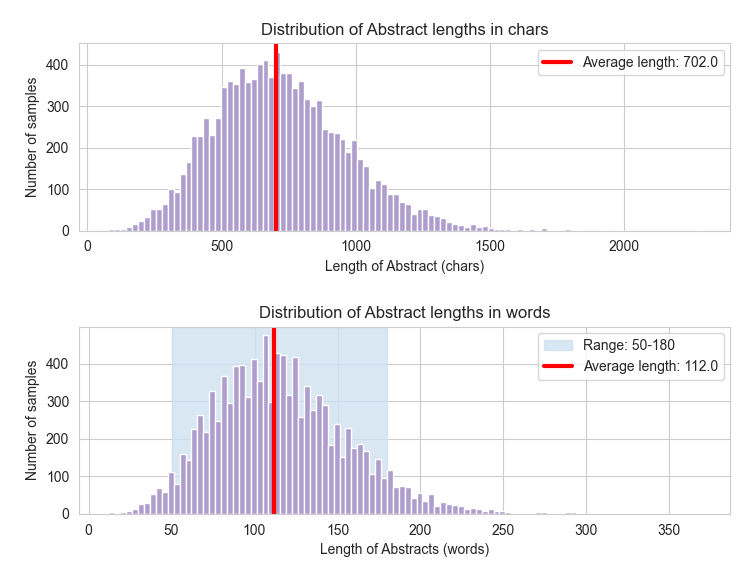 Distribution of Abstract lengths in chars
Number of samples
400
300
200
100
0
Average length: 702.0
0 500 1000 1500 2000
Length of Abstract (chars)
Distribution of Abstract lengths in words
Number of samples
400
300
200
100
0
Range: 50-180
Average length: 112.0
0 50 100 150 200 250 300 350
Length of Abstracts (words)